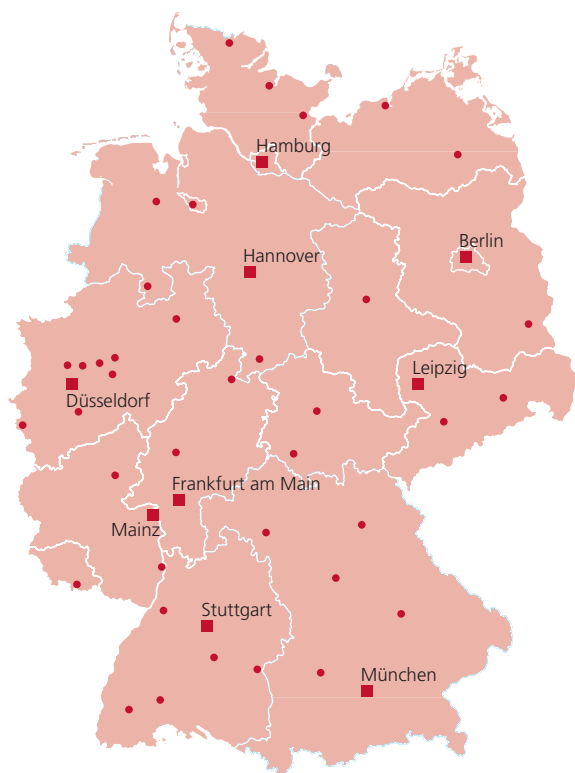 Hamburg
Berlin
Hannover
Leipzig
Düsseldorf
Frankfurt am Main
Mainz
Stuttgart
München